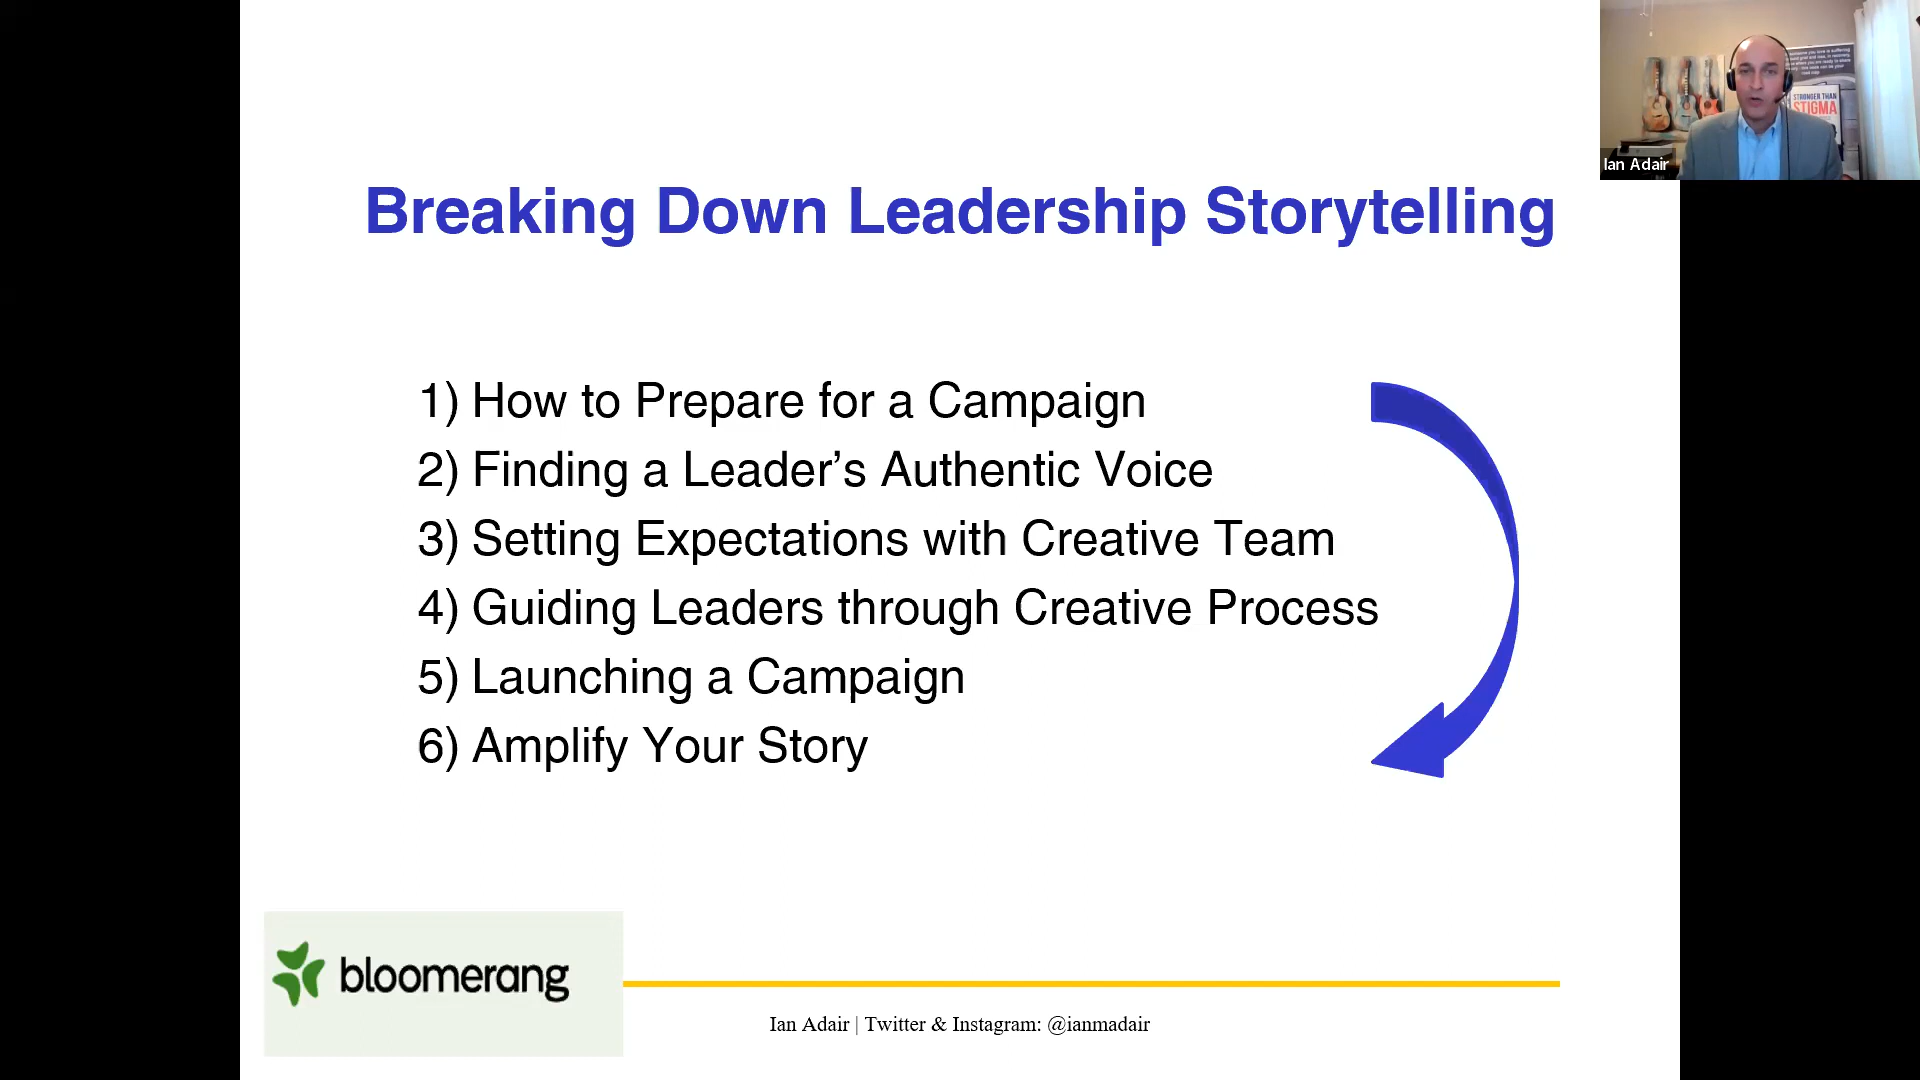 Breaking Down Leadership Storytelling
1) How to Prepare for a Campaign
2) Finding a Leader’s Authentic Voice
3) Setting Expectations with Creative Team
4) Guiding Leaders through Creative Process
5) Launching a Campaign
6) Amplify Your Story
bloomerang
Ian Adair | Twitter & Instagram: @ianmadair
STRONGER THAN
STIGMA
Ian Adair